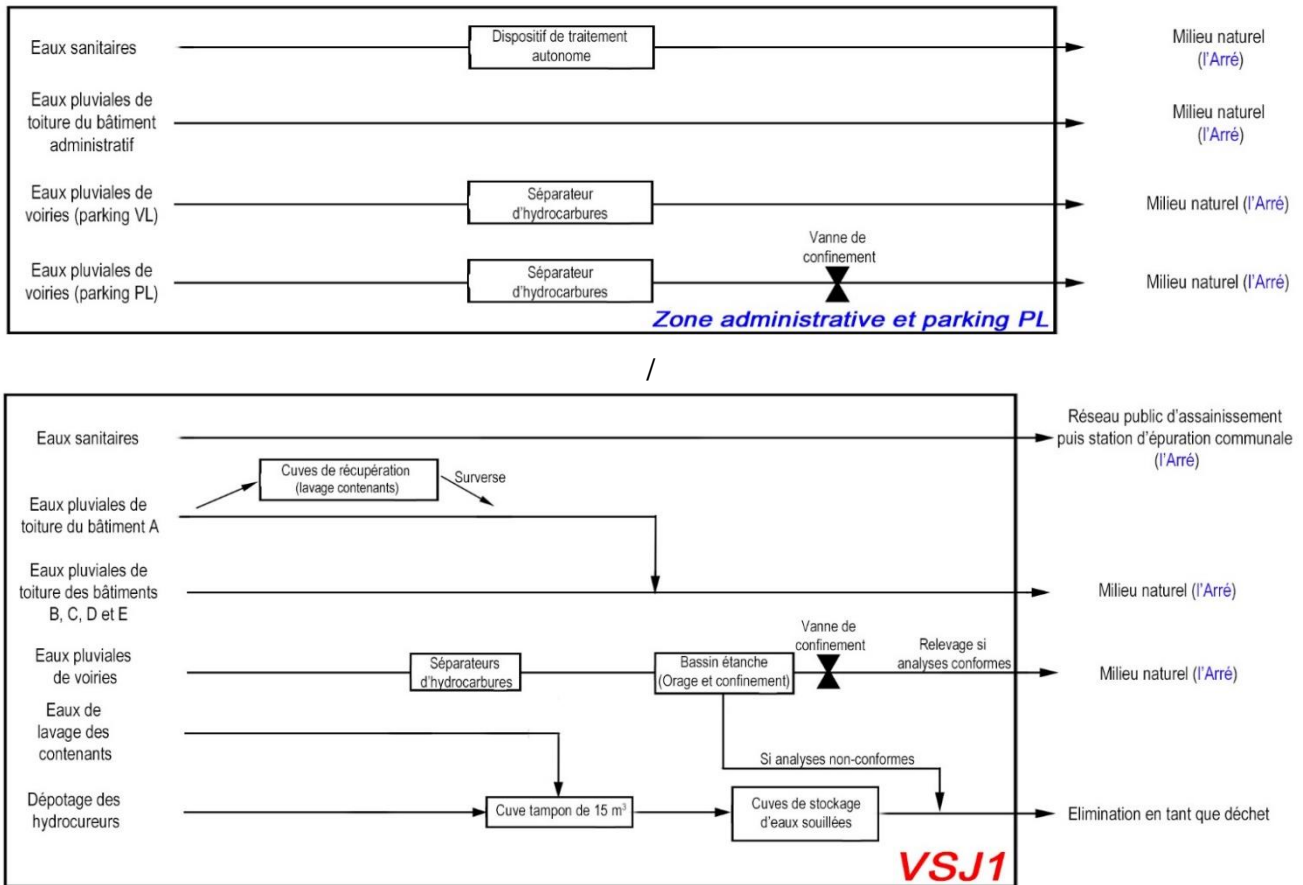 Eaux sanitaires
Dispositif de traitement
autonome
Milieu naturel
(l'Arré)
Eaux pluviales de
toiture du bâtiment
administratif
Milieu naturel
(l'Arré)
Eaux pluviales de
voiries (parking VL)
Séparateur
d'hydrocarbures
Milieu naturel (l'Arré)
Eaux pluviales de
voiries (parking PL)
Séparateur
d'hydrocarbures
Vanne de
confinement
Milieu naturel (l'Arré)
Zone administrative et parking PL
/
Eaux sanitaires
Réseau public d'assainissement
puis station d'épuration communale
(l'Arré)
Cuves de récupération
(lavage contenants)
Surverse
Eaux pluviales de
toiture du bâtiment A
Eaux pluviales de
toiture des bâtiments
B, C, D et E
Milieu naturel (l'Arré)
Eaux pluviales
de voiries
Séparateurs
d'hydrocarbures
Bassin étanche
(Orage et confinement)
Vanne de
confinement
Relevage si
analyses conformes
Milieu naturel (l'Arré)
Eaux de
lavage des
contenants
Si analyses non-conformes
Dépotage des
hydrocureurs
Cuve tampon de 15 m³
Cuves de stockage
d'eaux souillées
Elimination en tant que déchet
VSJ1